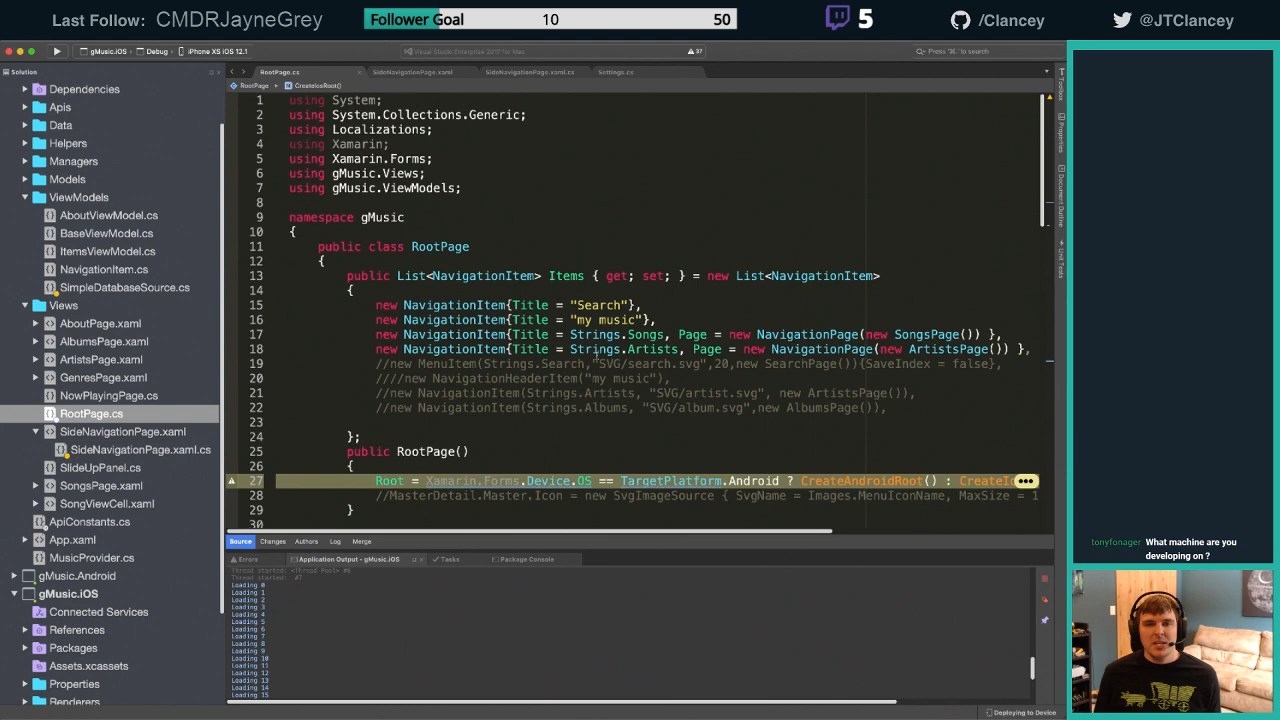 Last Follow: CMDRJayneGrey
Follower Goal 10 50
5
/Clancey
@JTClancey
gMusic.iOS › Debug › iPhone XS iOS 12.1
Visual Studio Enterprise 2017 for Mac
37
Press '⌘.' to search
Solution
RootPage.cs
SideNavigationPage.xaml
SideNavigationPage.xaml.cs
Settings.cs
RootPage › CreateIosRoot()
Dependencies
Apis
Data
Helpers
Managers
Models
ViewModels
AboutViewModel.cs
BaseViewModel.cs
ItemsViewModel.cs
NavigationItem.cs
SimpleDatabaseSource.cs
Views
AboutPage.xaml
AlbumsPage.xaml
ArtistsPage.xaml
GenresPage.xaml
NowPlayingPage.cs
RootPage.cs
SideNavigationPage.xaml
SideNavigationPage.xaml.cs
SlideUpPanel.cs
SongsPage.xaml
SongViewCell.xaml
ApiConstants.cs
App.xaml
MusicProvider.cs
gMusic.Android
gMusic.iOS
Connected Services
References
Packages
Assets.xcassets
Properties
Renderers
1 using System;
2 using System.Collections.Generic;
3 using Localizations;
4 using Xamarin;
5 using Xamarin.Forms;
6 using gMusic.Views;
7 using gMusic.ViewModels;
8
9 namespace gMusic
10 {
11 public class RootPage
12 {
13 public List<NavigationItem> Items { get; set; } = new List<NavigationItem>
14 {
15 new NavigationItem{Title = "Search"},
16 new NavigationItem{Title = "my music"},
17 new NavigationItem{Title = Strings.Songs, Page = new NavigationPage(new SongsPage()) },
18 new NavigationItem{Title = Strings.Artists, Page = new NavigationPage(new ArtistsPage()) },
19 //new MenuItem(Strings.Search,"SVG/search.svg",20,new SearchPage()){SaveIndex = false},
20 ////new NavigationHeaderItem("my music"),
21 //new NavigationItem(Strings.Artists, "SVG/artist.svg", new ArtistsPage()),
22 //new NavigationItem(Strings.Albums, "SVG/album.svg",new AlbumsPage()),
23
24 };
25 public RootPage()
26 {
27 Root = Xamarin.Forms.Device.OS == TargetPlatform.Android ? CreateAndroidRoot() : CreateIo
28 //MasterDetail.Master.Icon = new SvgImageSource { SvgName = Images.MenuIconName, MaxSize = 1
29 }
30
Source Changes Authors Log Merge
Errors Application Output - gMusic.iOS Tasks Package Console
Thread started: <Thread Pool> #6
Thread started: #7
Loading 0
Loading 1
Loading 2
Loading 3
Loading 4
Loading 5
Loading 6
Loading 7
Loading 8
Loading 9
Loading 10
Loading 11
Loading 12
Loading 13
Loading 14
Loading 15
Deploying to Device
Toolbox
Properties
Document Outline
Unit Tests
tonyfonager What machine are you
developing on ?